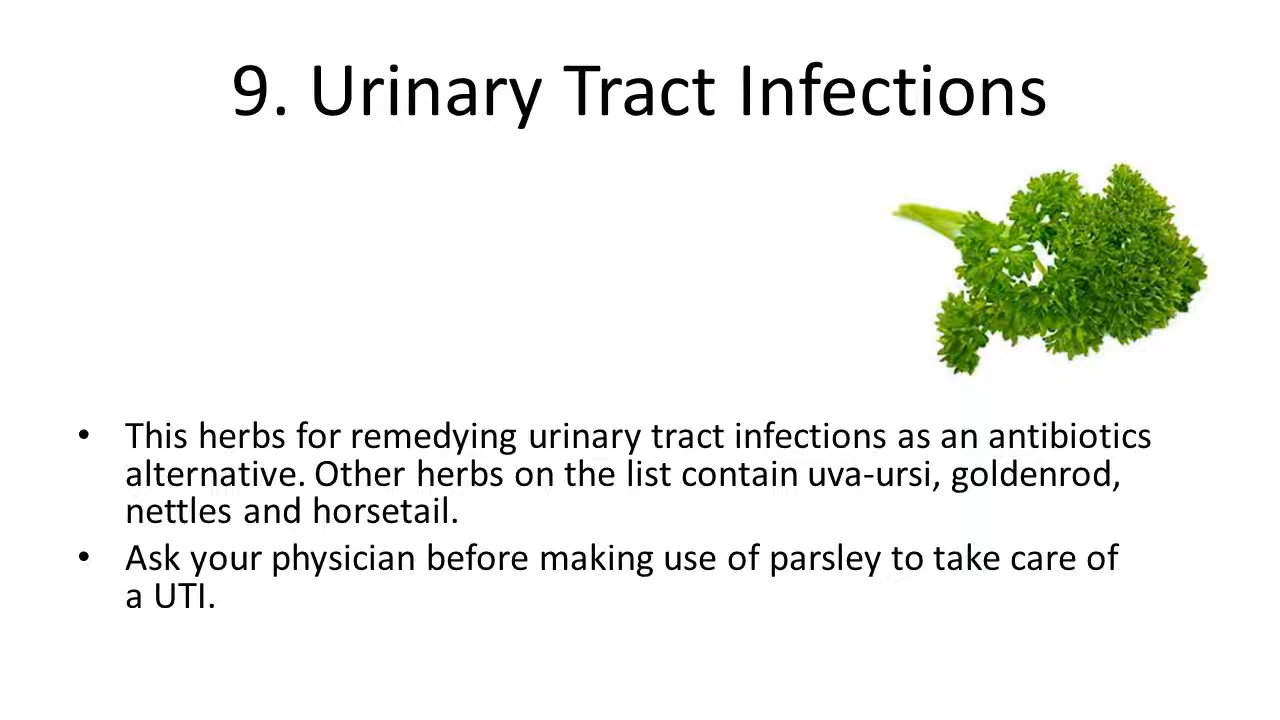 9. Urinary Tract Infections
• This herbs for remedying urinary tract infections as an antibiotics
alternative. Other herbs on the list contain uva-ursi, goldenrod,
nettles and horsetail.
• Ask your physician before making use of parsley to take care of
a UTI.